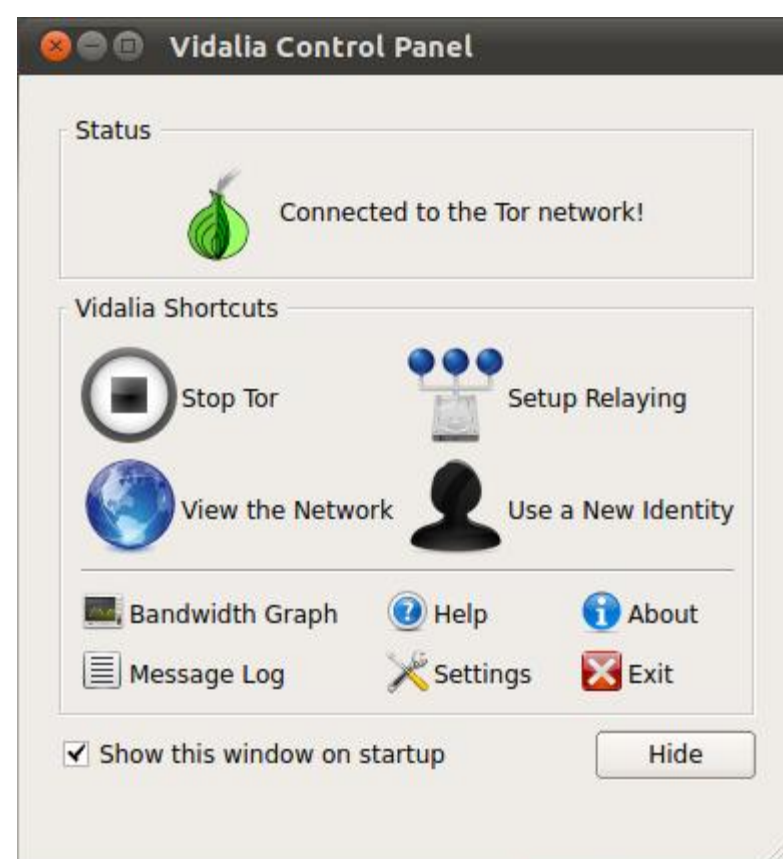 Vidalia Control Panel
Status
Connected to the Tor network!
Vidalia Shortcuts
Stop Tor
Setup Relaying
View the Network
Use a New Identity
Bandwidth Graph
Help
About
Message Log
Settings
Exit
Show this window on startup
Hide